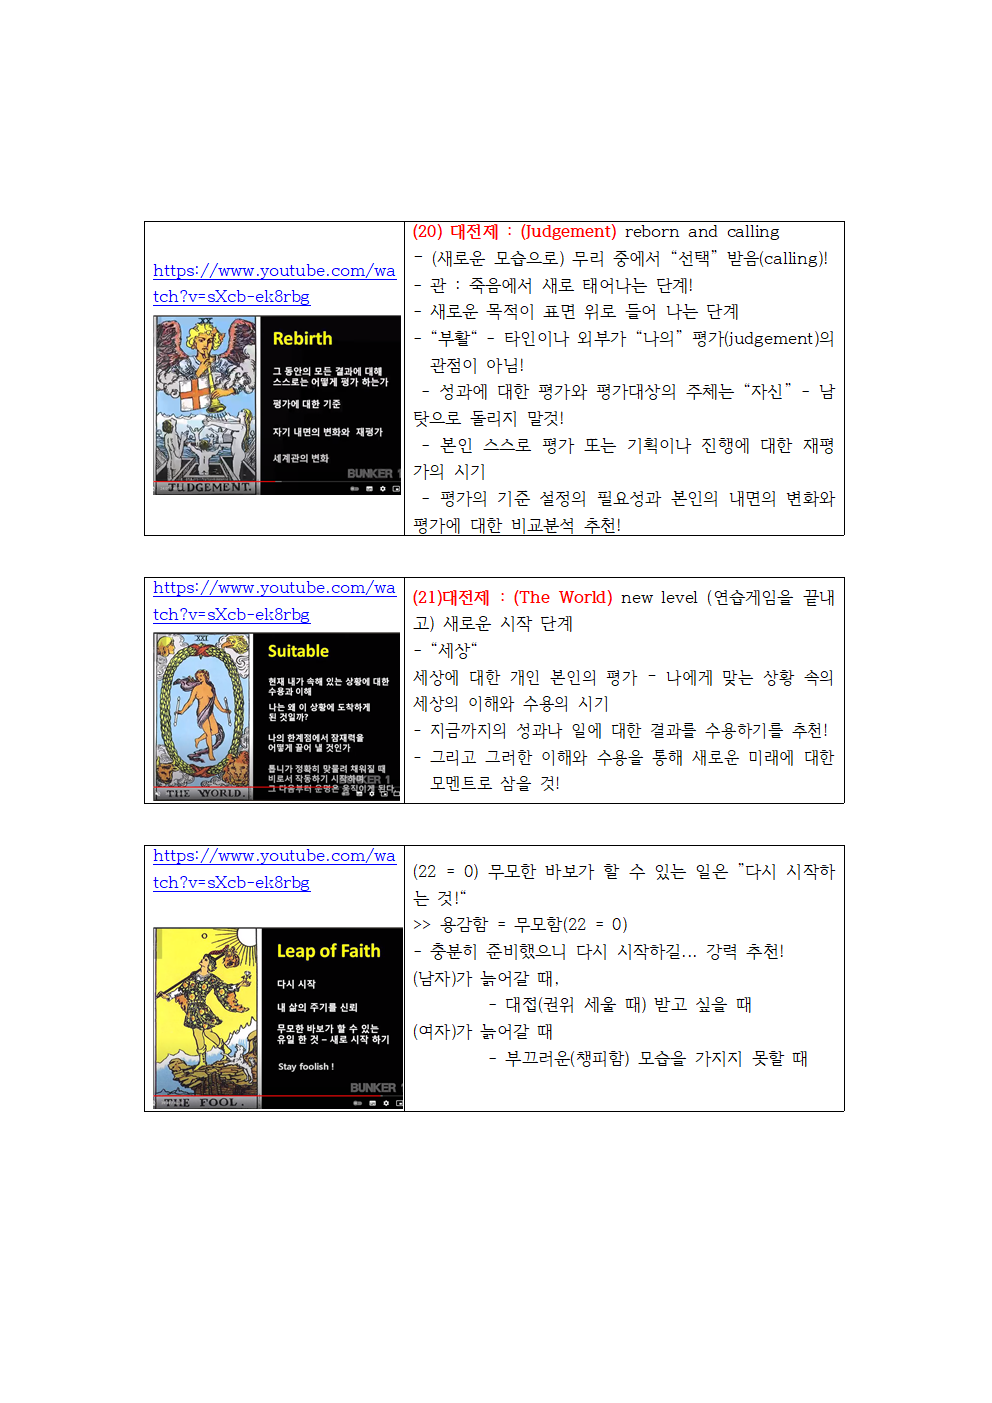 https://www.youtube.com/wa
tch?v=sXcb-ek8rbg
XX
Rebirth
그 동안의 모든 결과에 대해
스스로는 어떻게 평가 하는가
평가에 대한 기준
자기 내면의 변화와 재평가
세계관의 변화
BUNKER 1
JUDGEMENT.
(20) 대전제 : (Judgement) reborn and calling
- (새로운 모습으로) 무리 중에서 “선택” 받음(calling)!
- 관 : 죽음에서 새로 태어나는 단계!
- 새로운 목적이 표면 위로 들어 나는 단계
- “부활“ - 타인이나 외부가 “나의” 평가(judgement)의
관점이 아님!
- 성과에 대한 평가와 평가대상의 주체는 “자신” - 남
탓으로 돌리지 말것!
- 본인 스스로 평가 또는 기획이나 진행에 대한 재평
가의 시기
- 평가의 기준 설정의 필요성과 본인의 내면의 변화와
평가에 대한 비교분석 추천!
https://www.youtube.com/wa
tch?v=sXcb-ek8rbg
XXI
Suitable
현재 내가 속해 있는 상황에 대한
수용과 이해
나는 왜 이 상황에 도착하게
된 것일까?
나의 한계점에서 잠재력을
어떻게 끌어 낼 것인가
톱니가 정확히 맞물려 채워질 때
비로서 작동하기 시작하며
그 다음부터 운명은 움직이게 된다
BUNKER 1
THE WORLD.
(21)대전제 : (The World) new level (연습게임을 끝내
고) 새로운 시작 단계
- “세상“
세상에 대한 개인 본인의 평가 - 나에게 맞는 상황 속의
세상의 이해와 수용의 시기
- 지금까지의 성과나 일에 대한 결과를 수용하기를 추천!
- 그리고 그러한 이해와 수용을 통해 새로운 미래에 대한
모멘트로 삼을 것!
https://www.youtube.com/wa
tch?v=sXcb-ek8rbg
0
Leap of Faith
다시 시작
내 삶의 주기를 신뢰
무모한 바보가 할 수 있는
유일 한 것 – 새로 시작 하기
Stay foolish !
BUNKER 1
THE FOOL.
(22 = 0) 무모한 바보가 할 수 있는 일은 ”다시 시작하
는 것!“
>> 용감함 = 무모함(22 = 0)
- 충분히 준비했으니 다시 시작하길... 강력 추천!
(남자)가 늙어갈 때,
- 대접(권위 세울 때) 받고 싶을 때
(여자)가 늙어갈 때
- 부끄러운(챙피함) 모습을 가지지 못할 때